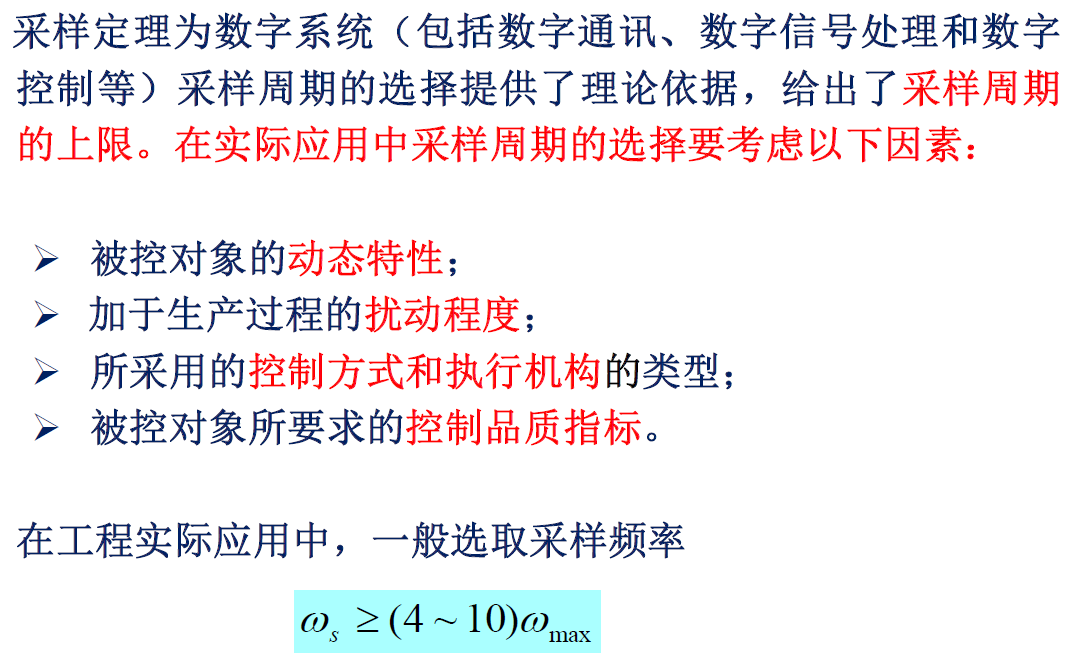 采样定理为数字系统（包括数字通讯、数字信号处理和数字
控制等）采样周期的选择提供了理论依据，给出了采样周期
的上限。在实际应用中采样周期的选择要考虑以下因素：
➢ 被控对象的动态特性；
➢ 加于生产过程的扰动程度；
➢ 所采用的控制方式和执行机构的类型；
➢ 被控对象所要求的控制品质指标。
在工程实际应用中，一般选取采样频率
ω_s ≥ (4 ~ 10)ω_max